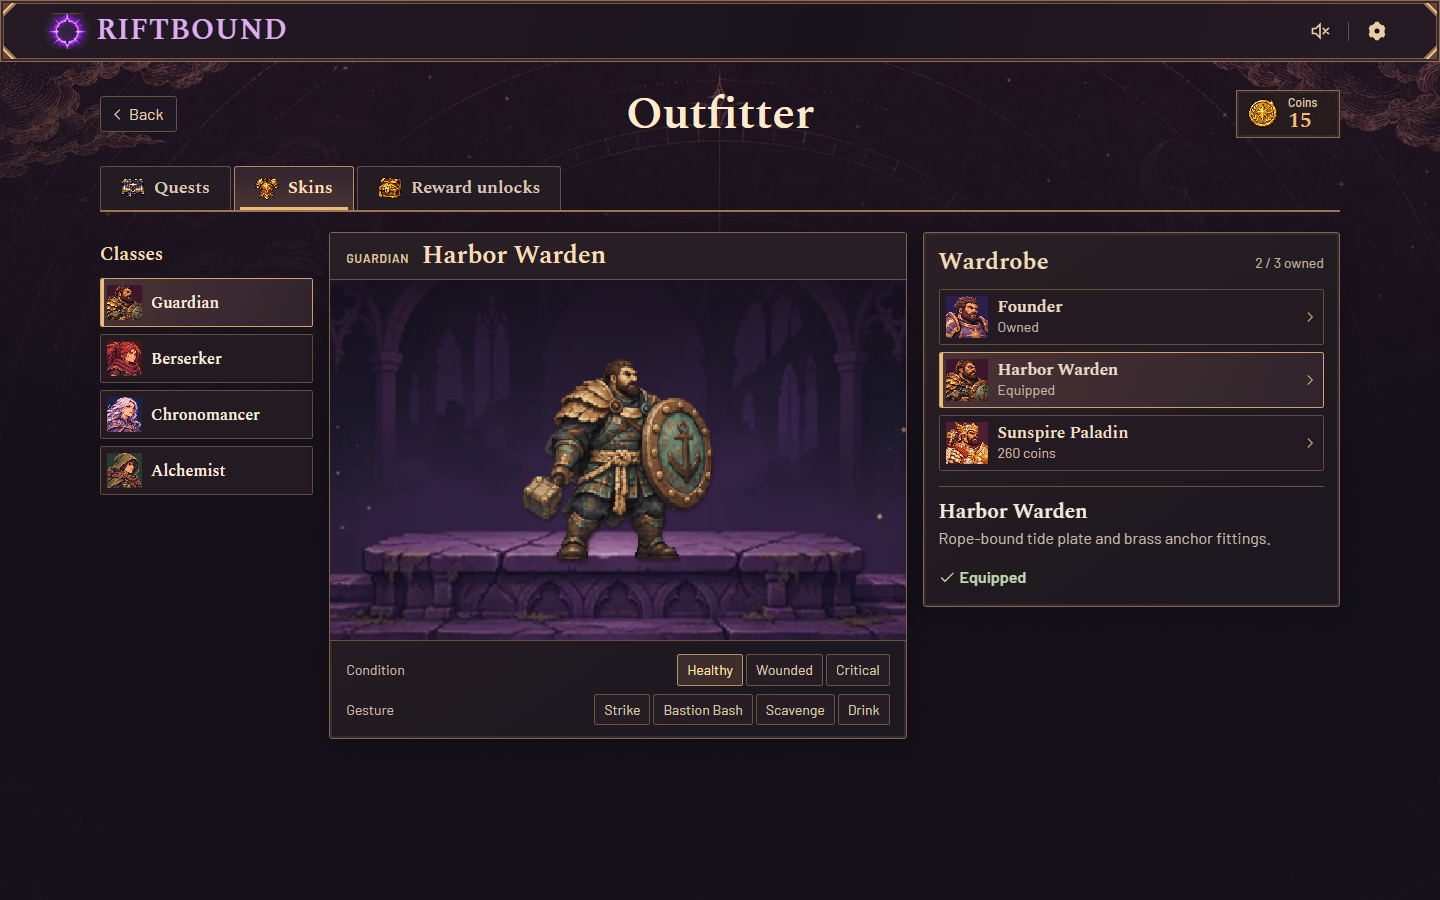 RIFTBOUND
Back
Outfitter
Coins
15
Quests
Skins
Reward unlocks
Classes
Guardian
Berserker
Chronomancer
Alchemist
GUARDIAN Harbor Warden
Condition
Healthy
Wounded
Critical
Gesture
Strike
Bastion Bash
Scavenge
Drink
Wardrobe
2 / 3 owned
Founder
Owned
Harbor Warden
Equipped
Sunspire Paladin
260 coins
Harbor Warden
Rope-bound tide plate and brass anchor fittings.
Equipped